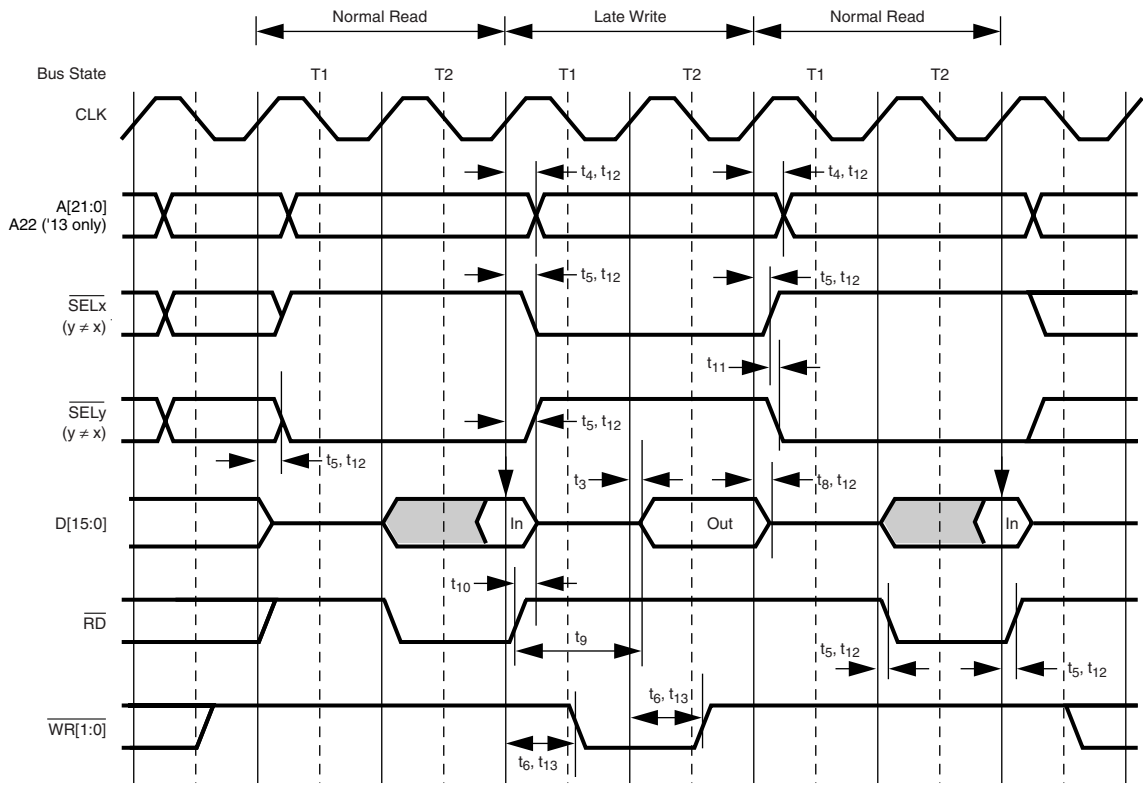 Normal Read Late Write Normal Read
Bus State T1 T2 T1 T2 T1 T2
CLK
t4, t12 t4, t12
A[21:0]
A22 ('13 only)
t5, t12 t5, t12
SELx
(y ≠ x)
t11
SELy
(y ≠ x)
t5, t12
t5, t12
t3 t8, t12
D[15:0] In Out In
t10
RD
t9
t5, t12 t5, t12
t6, t13
WR[1:0]
t6, t13